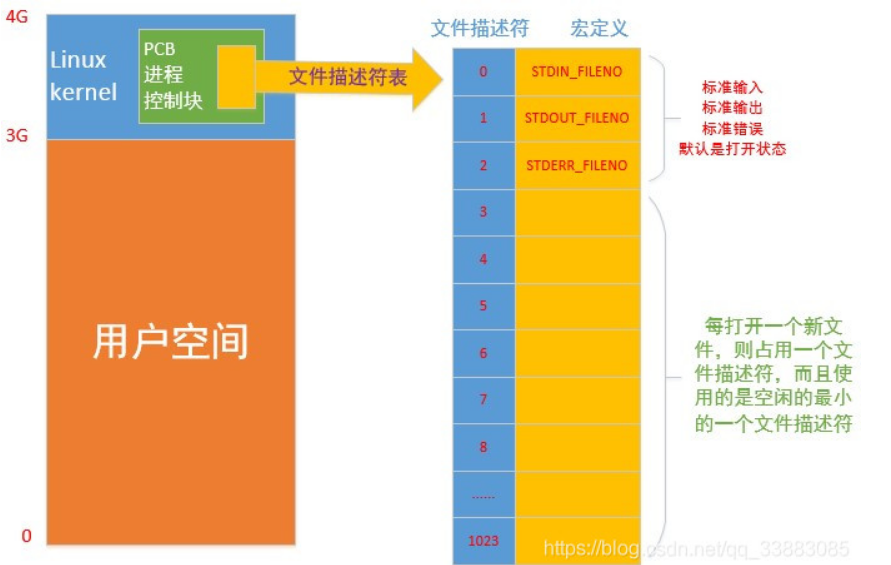 4G
Linux
kernel
PCB
进程
控制块
3G
用户空间
0
文件描述符表
文件描述符 宏定义
0 STDIN_FILENO
1 STDOUT_FILENO
2 STDERR_FILENO
3
4
5
6
7
8
......
1023
标准输入
标准输出
标准错误
默认是打开状态
每打开一个新文
件，则占用一个文
件描述符，而且使
用的是空闲的最小
的一个文件描述符
https://blog.csdn.net/qq_33883085